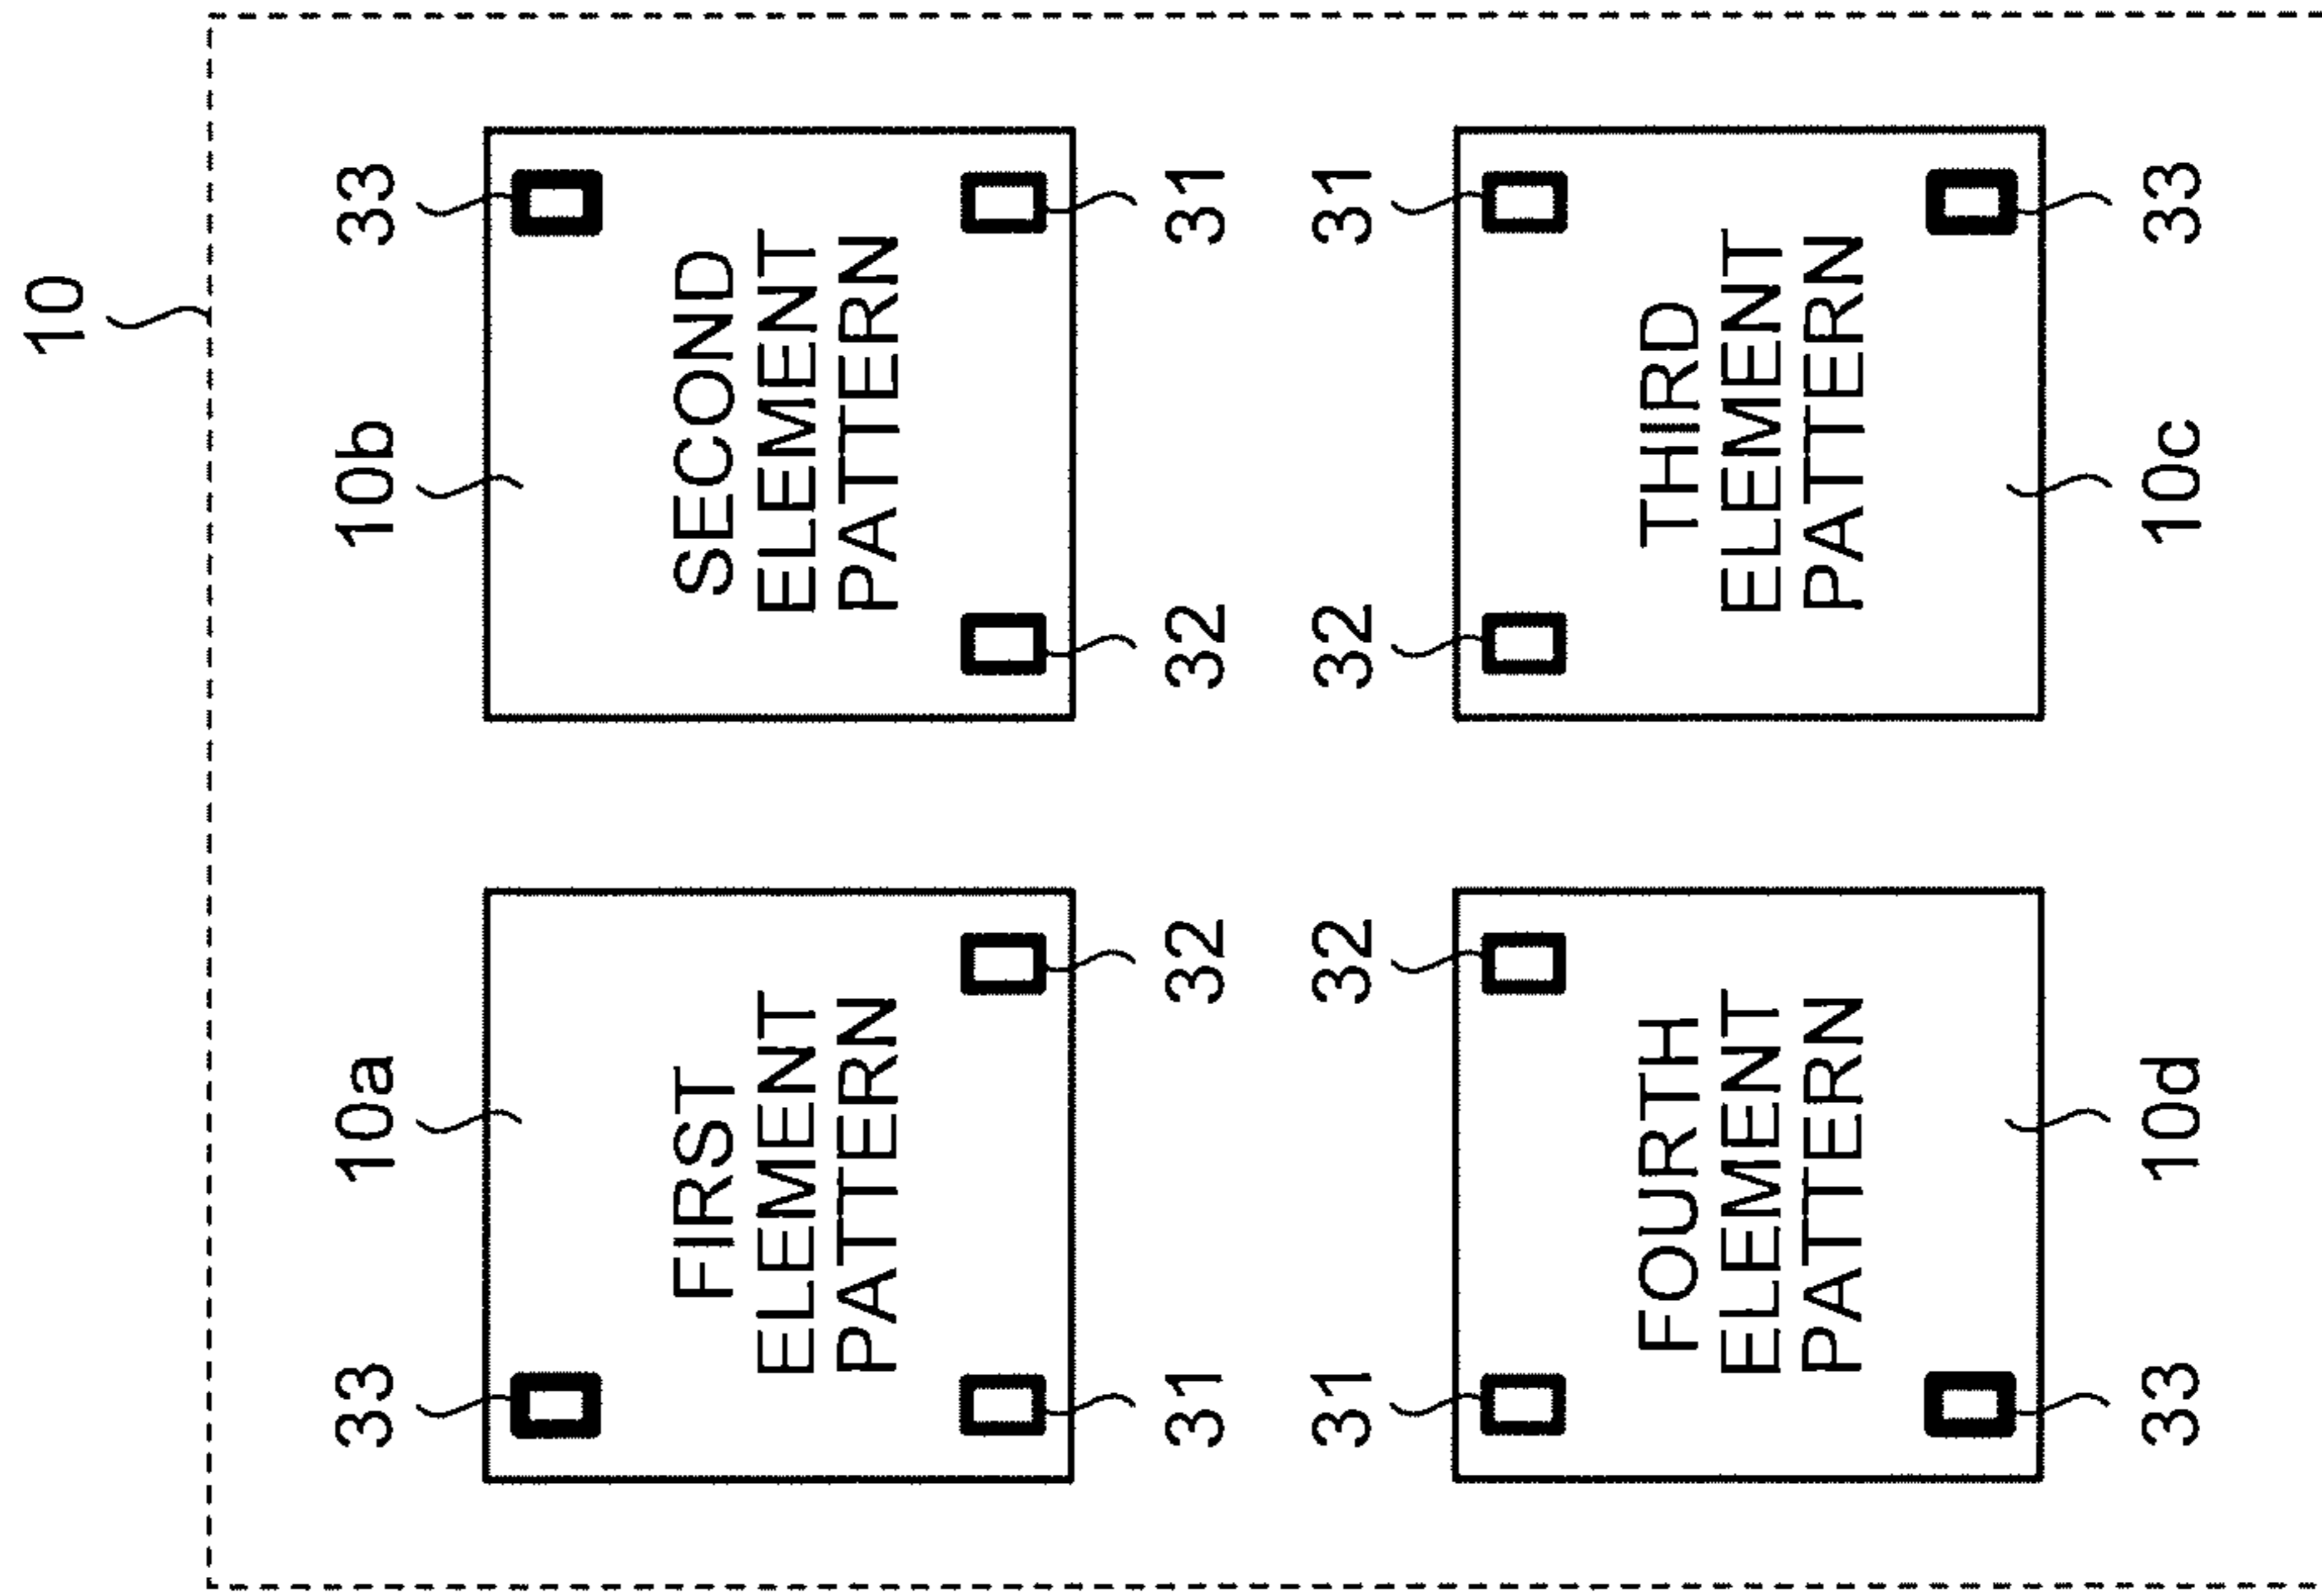 10
33 10a 10b 33
FIRST
ELEMENT
PATTERN
SECOND
ELEMENT
PATTERN
31 32 32 31
31 32 32 31
FOURTH
ELEMENT
PATTERN
THIRD
ELEMENT
PATTERN
33 10d 10c 33